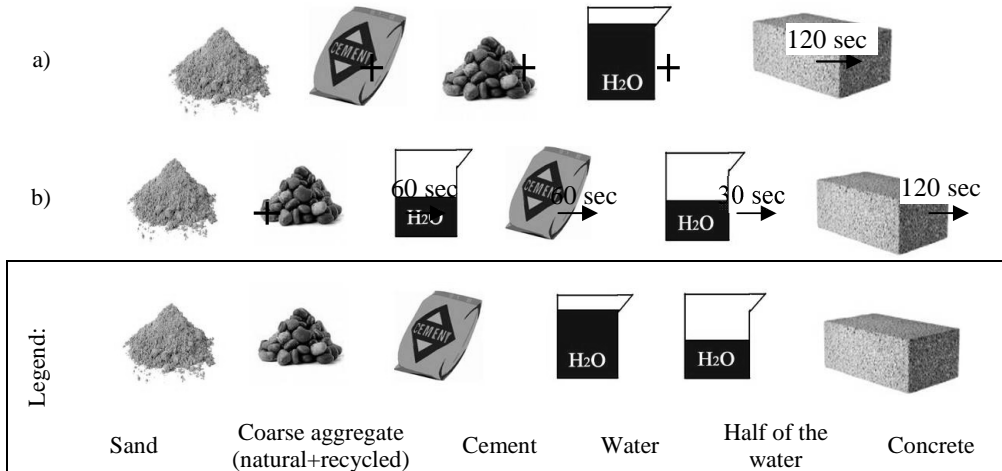 a)
CEMENT
+
+
H₂O
+
120 sec
b)
+
60 sec
H₂O
CEMENT
60 sec
H₂O
30 sec
120 sec
Legend:
CEMENT
H₂O
H₂O
Sand
Coarse aggregate
(natural+recycled)
Cement
Water
Half of the
water
Concrete